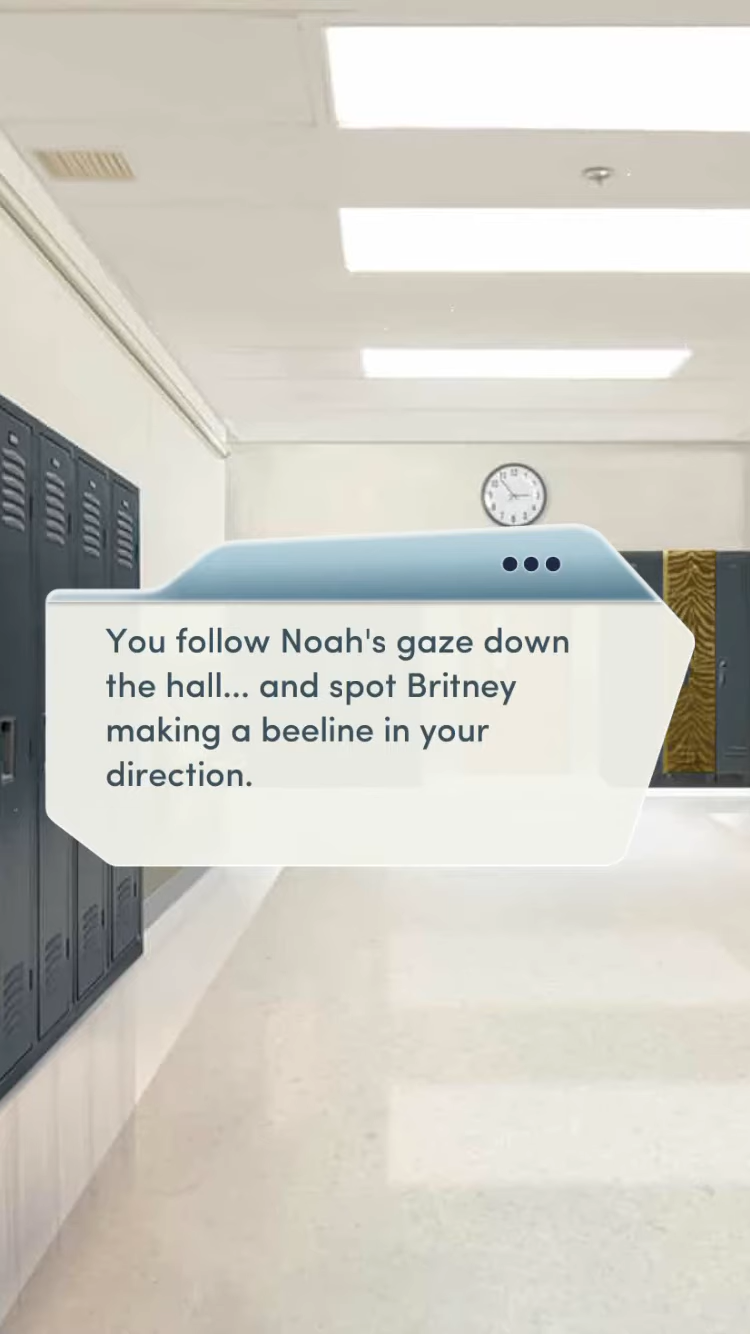 You follow Noah's gaze down
the hall... and spot Britney
making a beeline in your
direction.